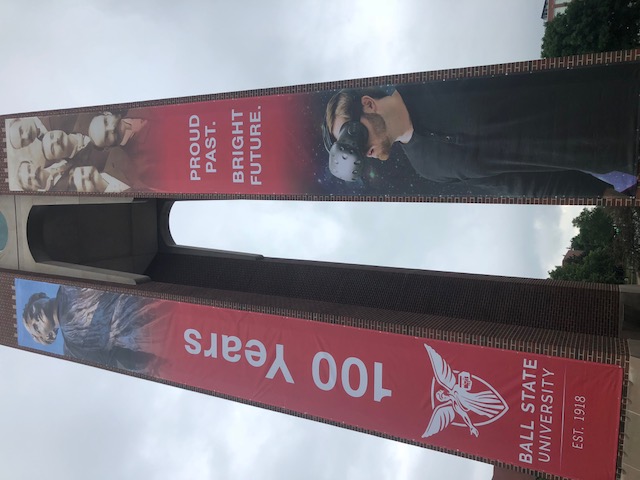 PROUD
PAST.
BRIGHT
FUTURE.
100 Years
BALL STATE
UNIVERSITY
EST. 1918